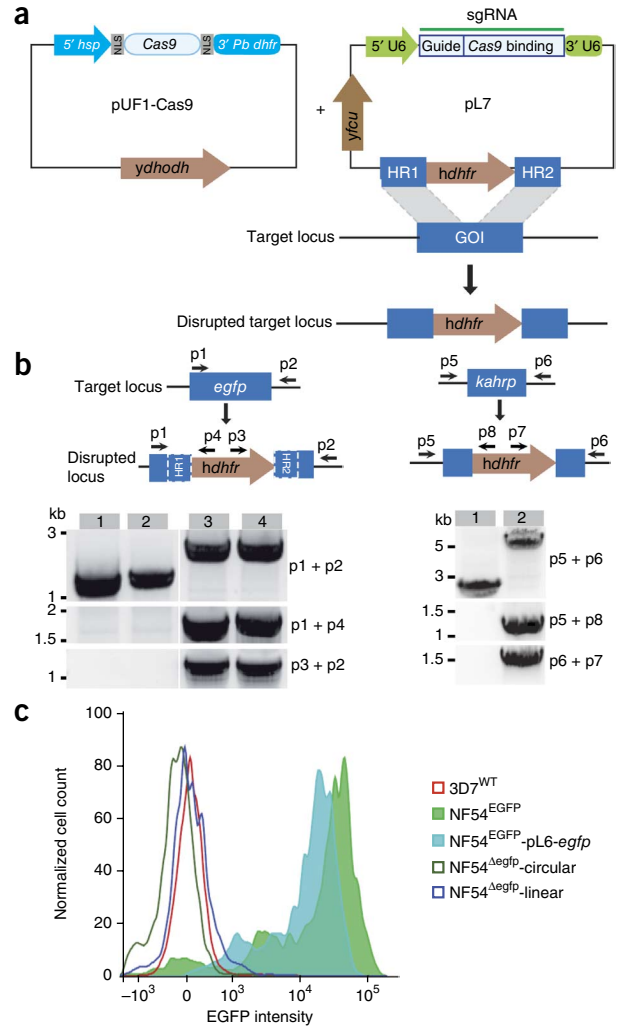 a
sgRNA
5′ hsp NLS Cas9 NLS 3′ Pb dhfr
5′ U6 Guide Cas9 binding 3′ U6
pUF1-Cas9
+
yfcu
pL7
ydhodh
HR1 hdhfr HR2
Target locus GOI
Disrupted target locus hdhfr
b
p1 p2
Target locus egfp
p5 p6
kahrp
p1 p4 p3 p2
Disrupted locus HR1 hdhfr HR2
p5 p8 p7 p6
hdhfr
kb 1 2 3 4
3
1
p1 + p2
2
1.5
p1 + p4
1
p3 + p2
kb 1 2
5
3
p5 + p6
1.5
1
p5 + p8
1.5
p6 + p7
c
100
80
60
40
20
0
Normalized cell count
–10³ 0 10³ 10⁴ 10⁵
EGFP intensity
3D7WT
NF54EGFP
NF54EGFP-pL6-egfp
NF54Δegfp-circular
NF54Δegfp-linear